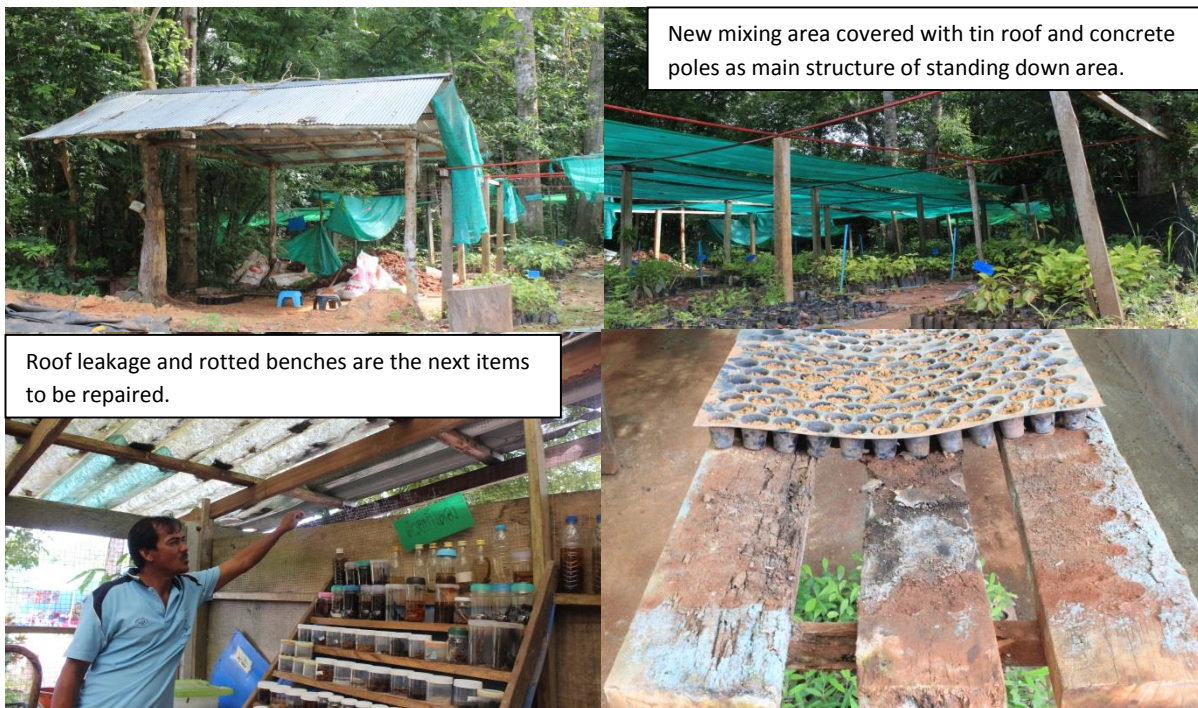 New mixing area covered with tin roof and concrete
poles as main structure of standing down area.
Roof leakage and rotted benches are the next items
to be repaired.